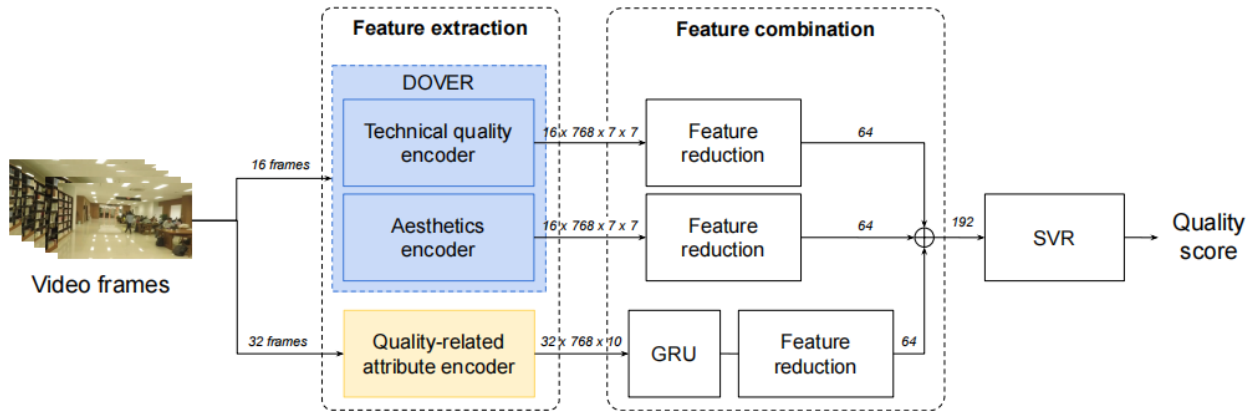 Feature extraction
Feature combination
DOVER
Technical quality
encoder
16 x 768 x 7 x 7
Feature
reduction
64
16 frames
Aesthetics
encoder
16 x 768 x 7 x 7
Feature
reduction
64
192
SVR
Quality
score
Video frames
32 frames
Quality-related
attribute encoder
32 x 768 x 10
GRU
Feature
reduction
64